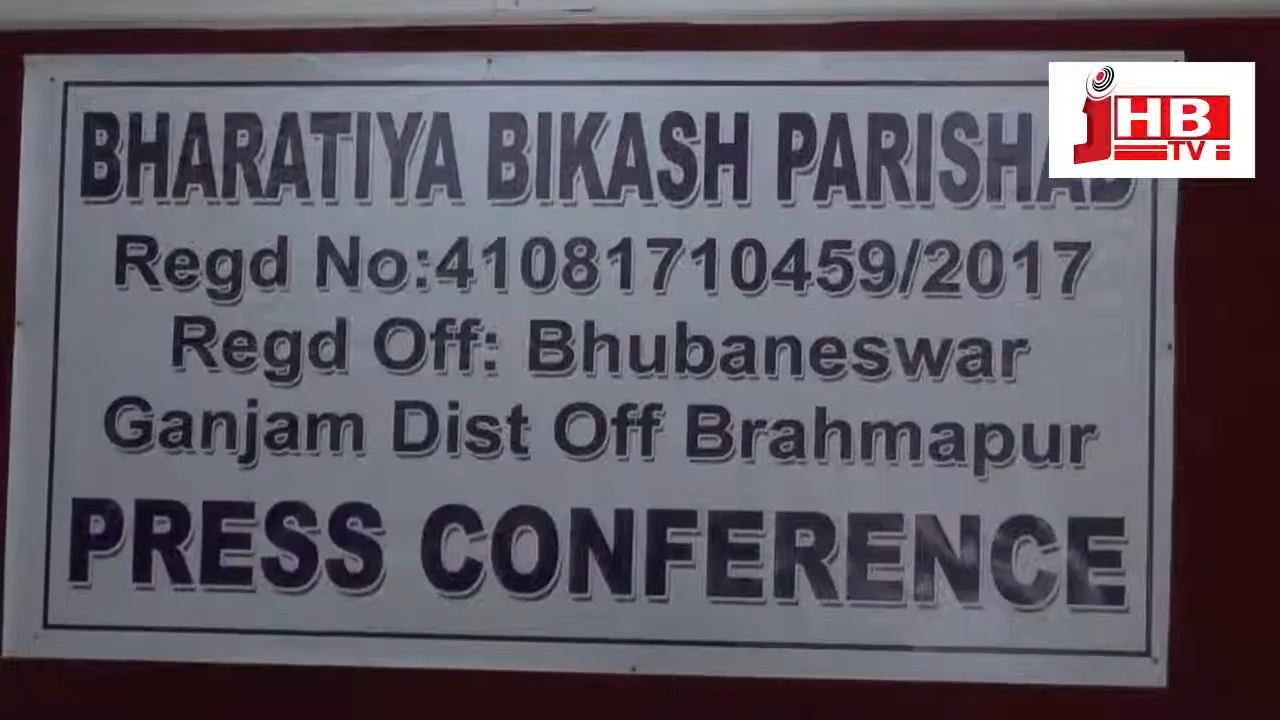 BHARATIYA BIKASH PARISHAD
Regd No:41081710459/2017
Regd Off: Bhubaneswar
Ganjam Dist Off Brahmapur
PRESS CONFERENCE
HB
TV